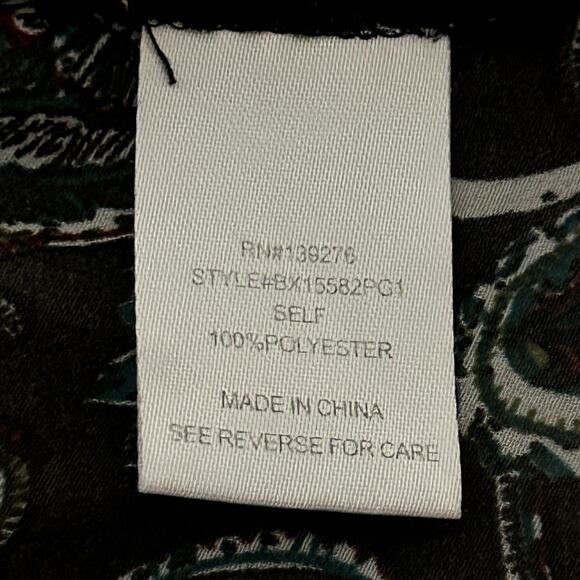 RN#139276
STYLE#BX15582PG1
SELF
100%POLYESTER
MADE IN CHINA
SEE REVERSE FOR CARE